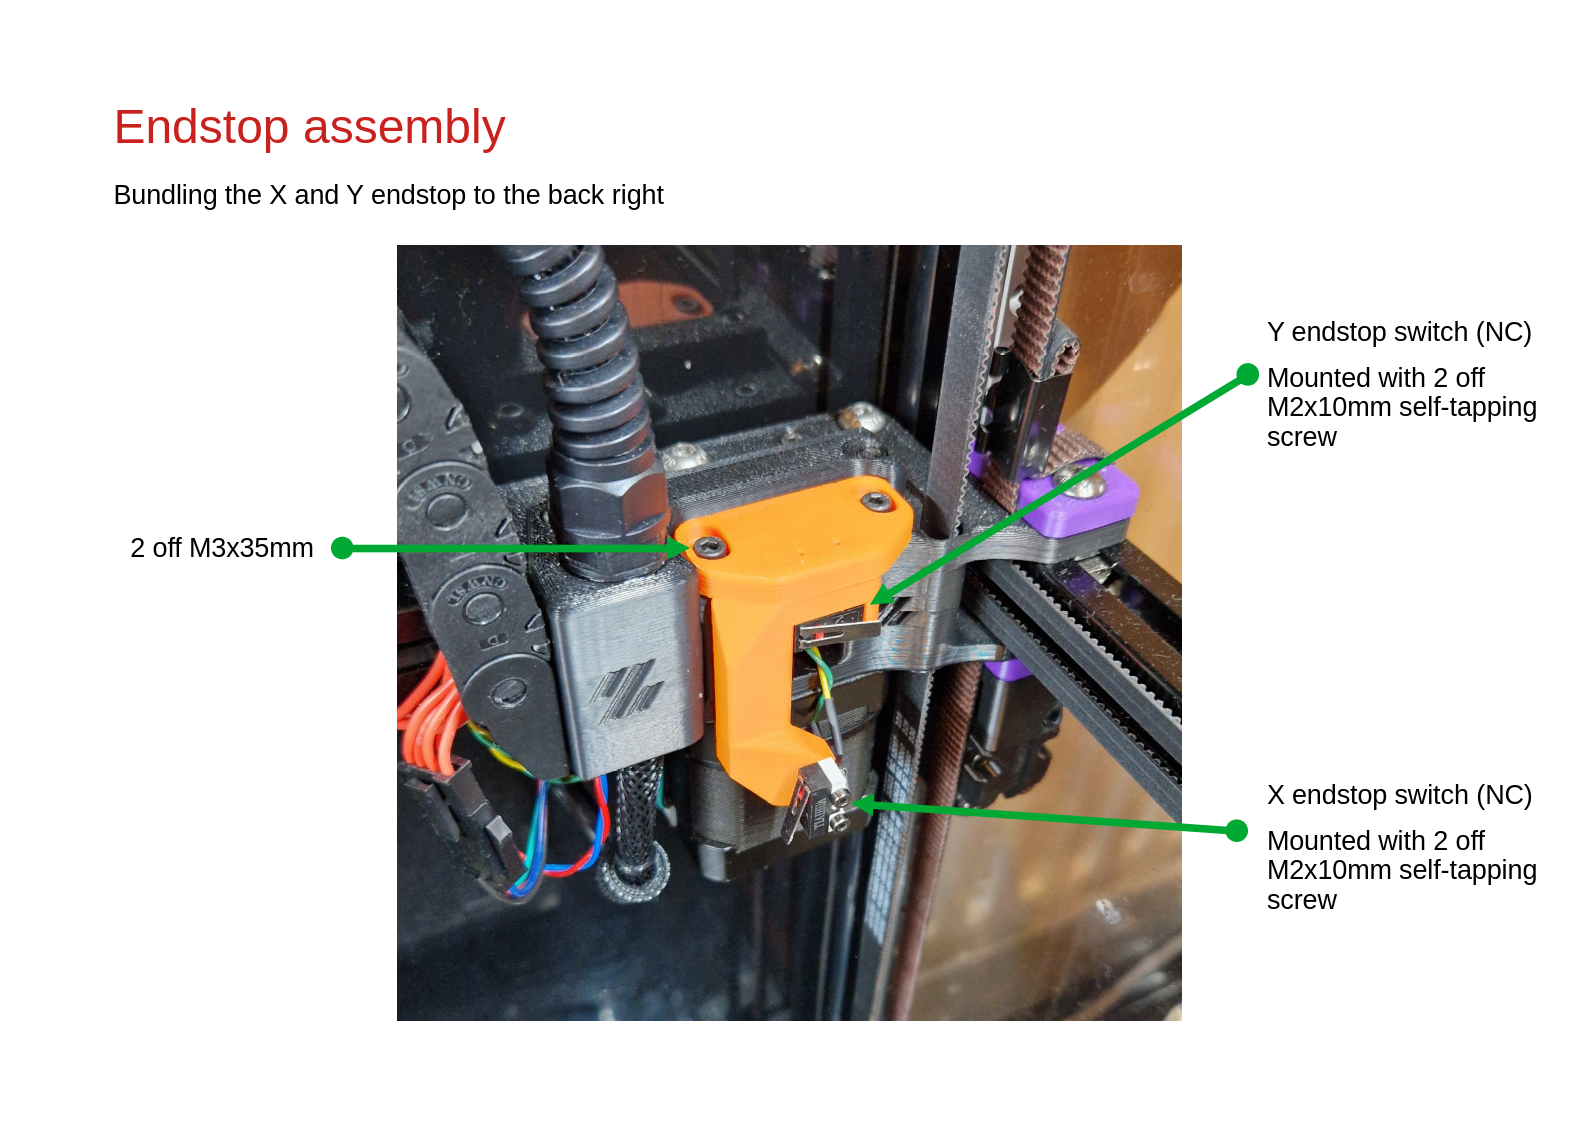 Endstop assembly
Bundling the X and Y endstop to the back right
Y endstop switch (NC)
Mounted with 2 off
M2x10mm self-tapping
screw
2 off M3x35mm
X endstop switch (NC)
Mounted with 2 off
M2x10mm self-tapping
screw